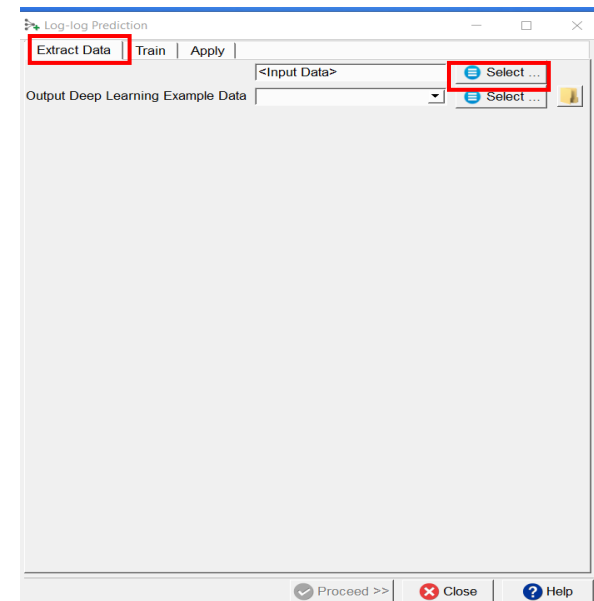 Log-log Prediction
Extract Data Train Apply
<Input Data> Select ...
Output Deep Learning Example Data Select ...
Proceed >> Close Help